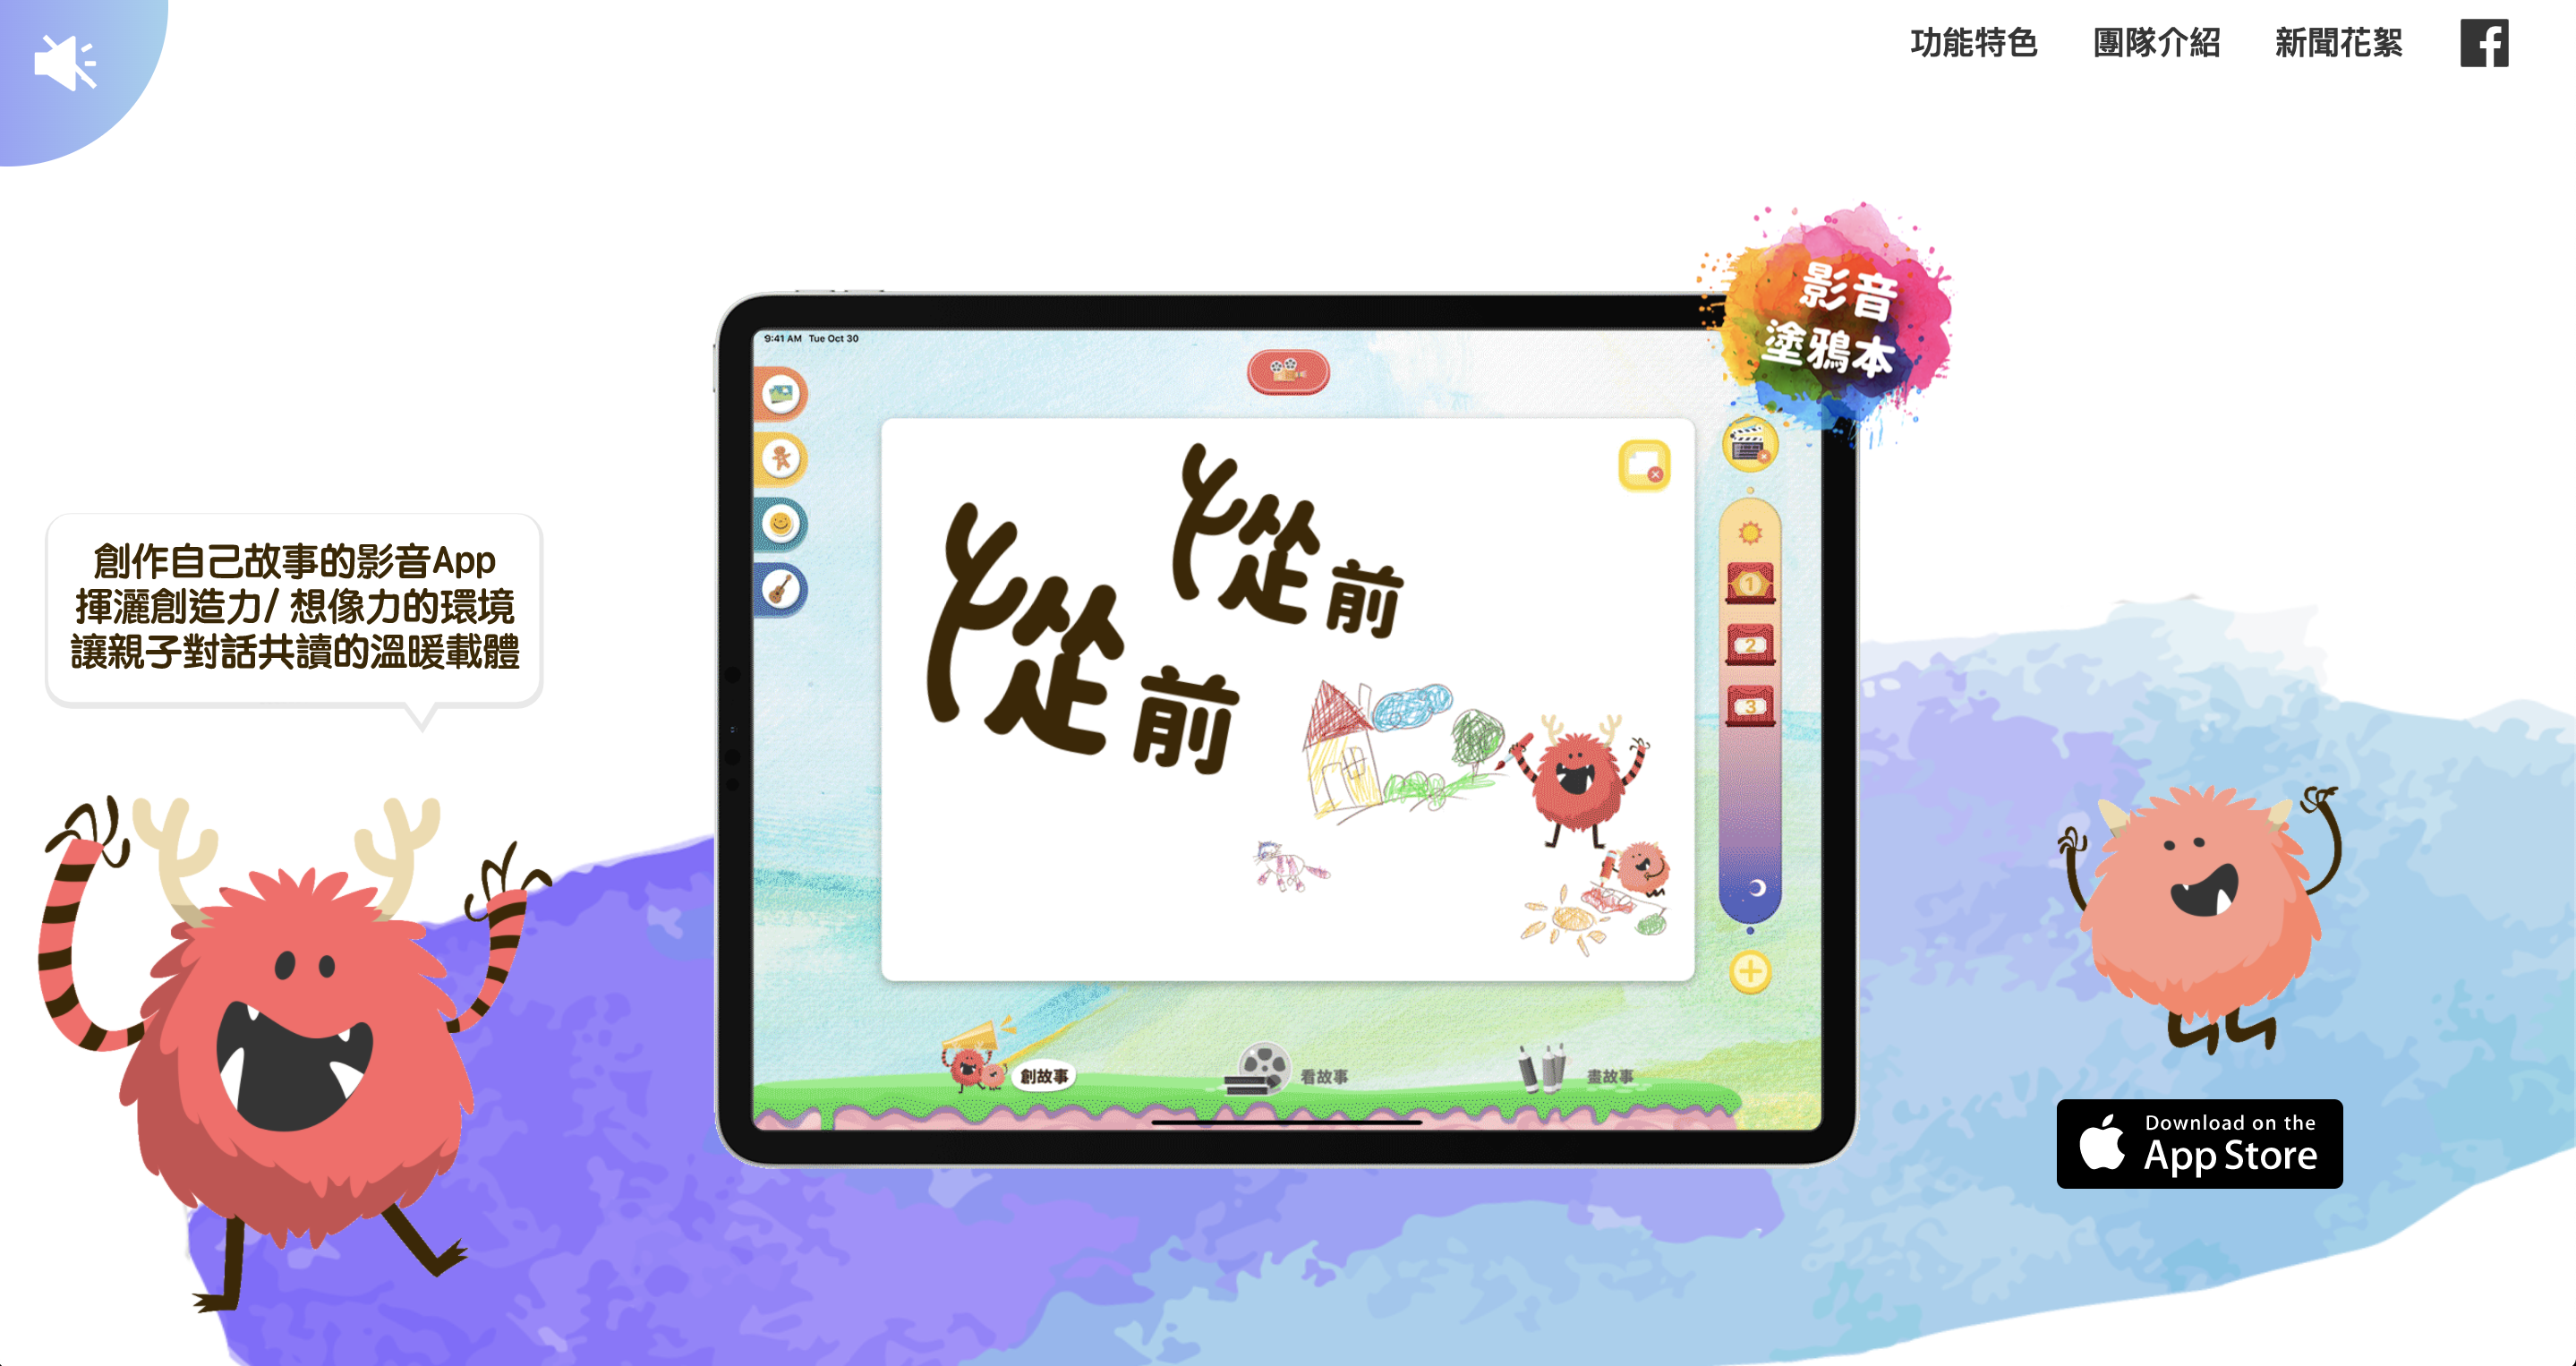 功能特色 團隊介紹 新聞花絮
影音
塗鴉本
9:41 AM Tue Oct 30
從從前
從從前
1
2
3
創作自己故事的影音App
揮灑創造力/ 想像力的環境
讓親子對話共讀的溫暖載體
創故事 看故事 畫故事
Download on the
App Store